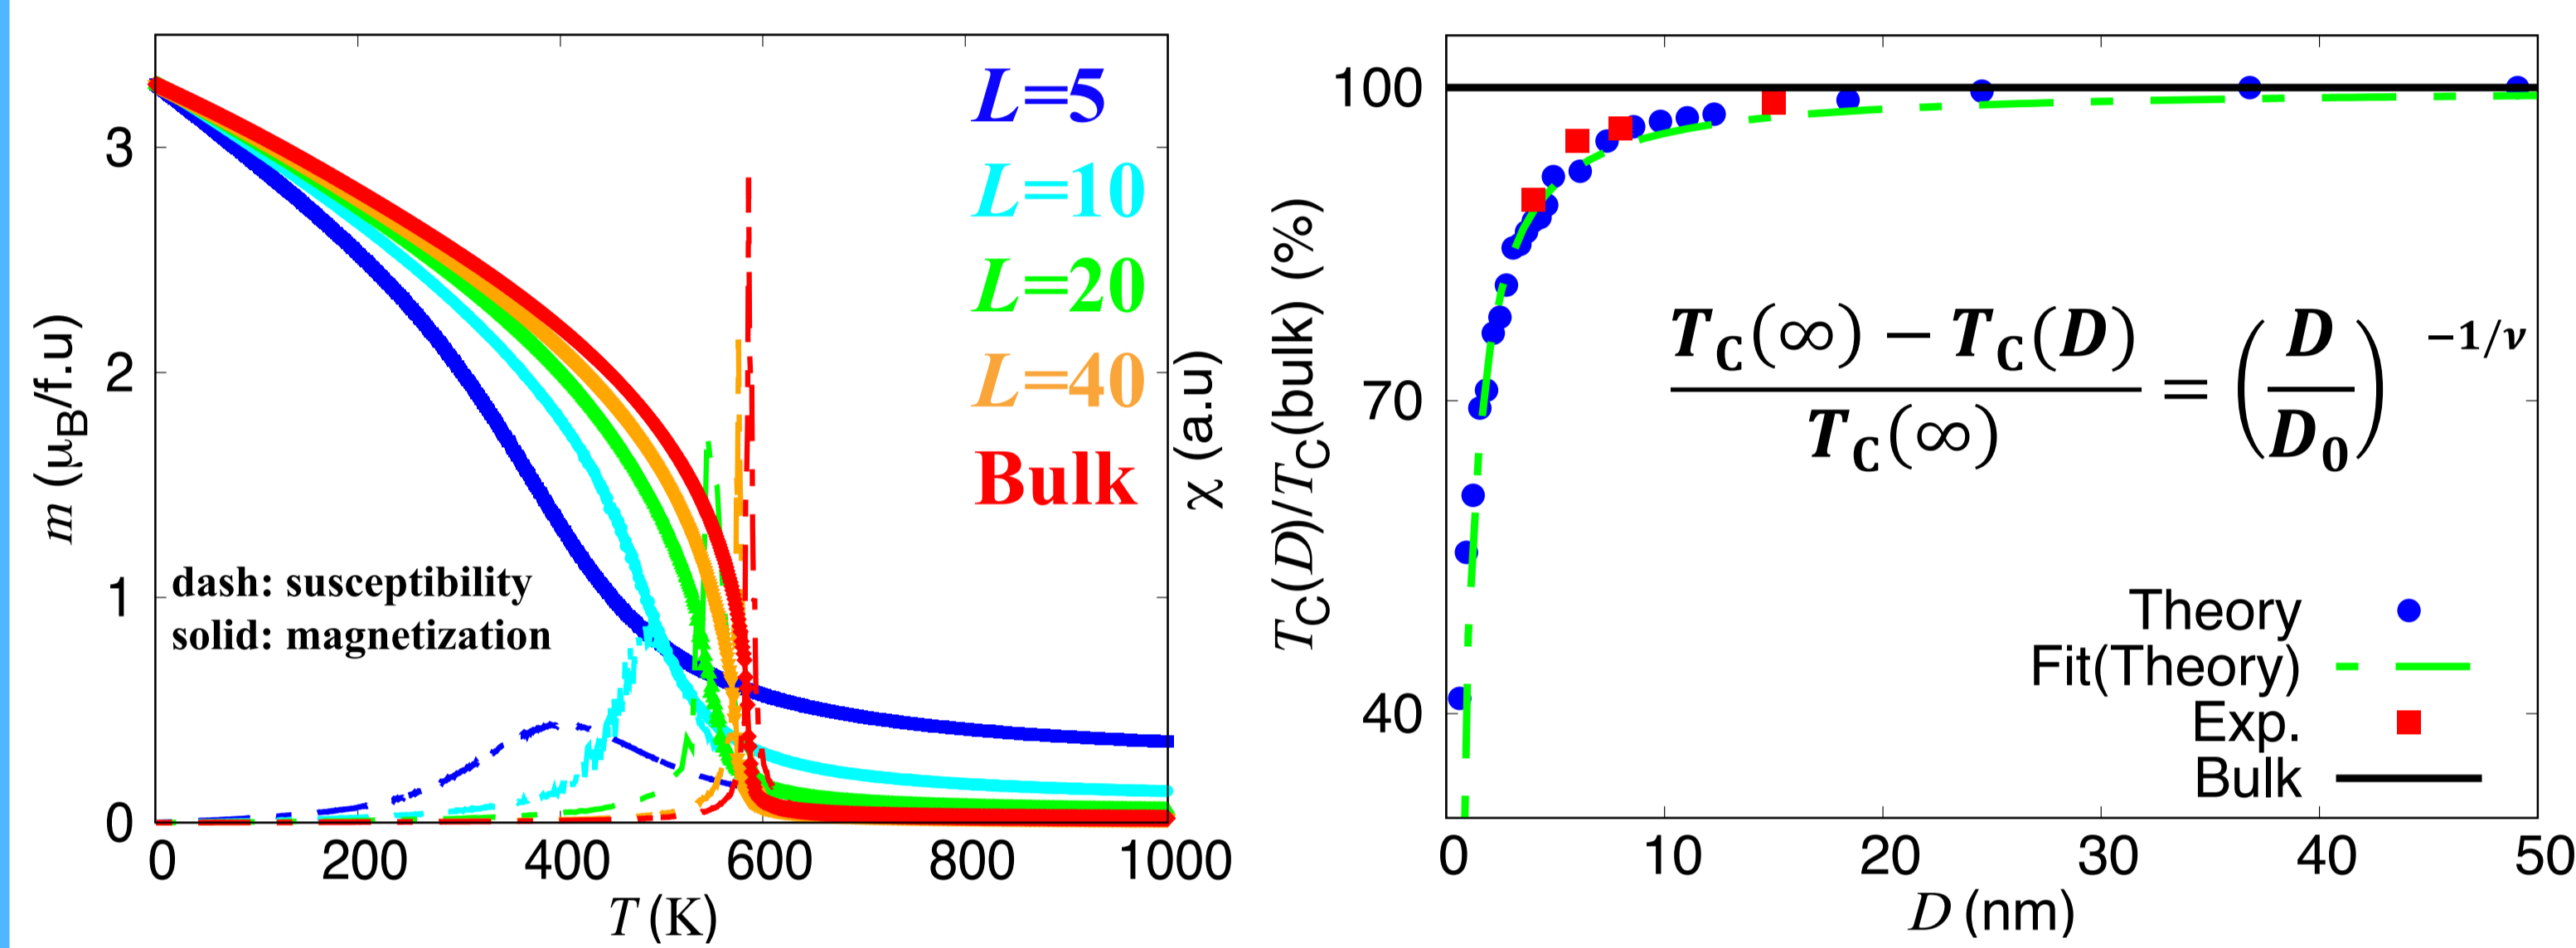 L=5
L=10
L=20
L=40
Bulk
dash: susceptibility
solid: magnetization
m (μB/f.u)
3
2
1
0
0 200 400 600 800 1000
T (K)
χ (a.u)
TC(D)/TC(bulk) (%)
100
70
40
TC(∞) − TC(D)
TC(∞)
= (D/D0)−1/ν
Theory
Fit(Theory)
Exp.
Bulk
0 10 20 30 40 50
D (nm)